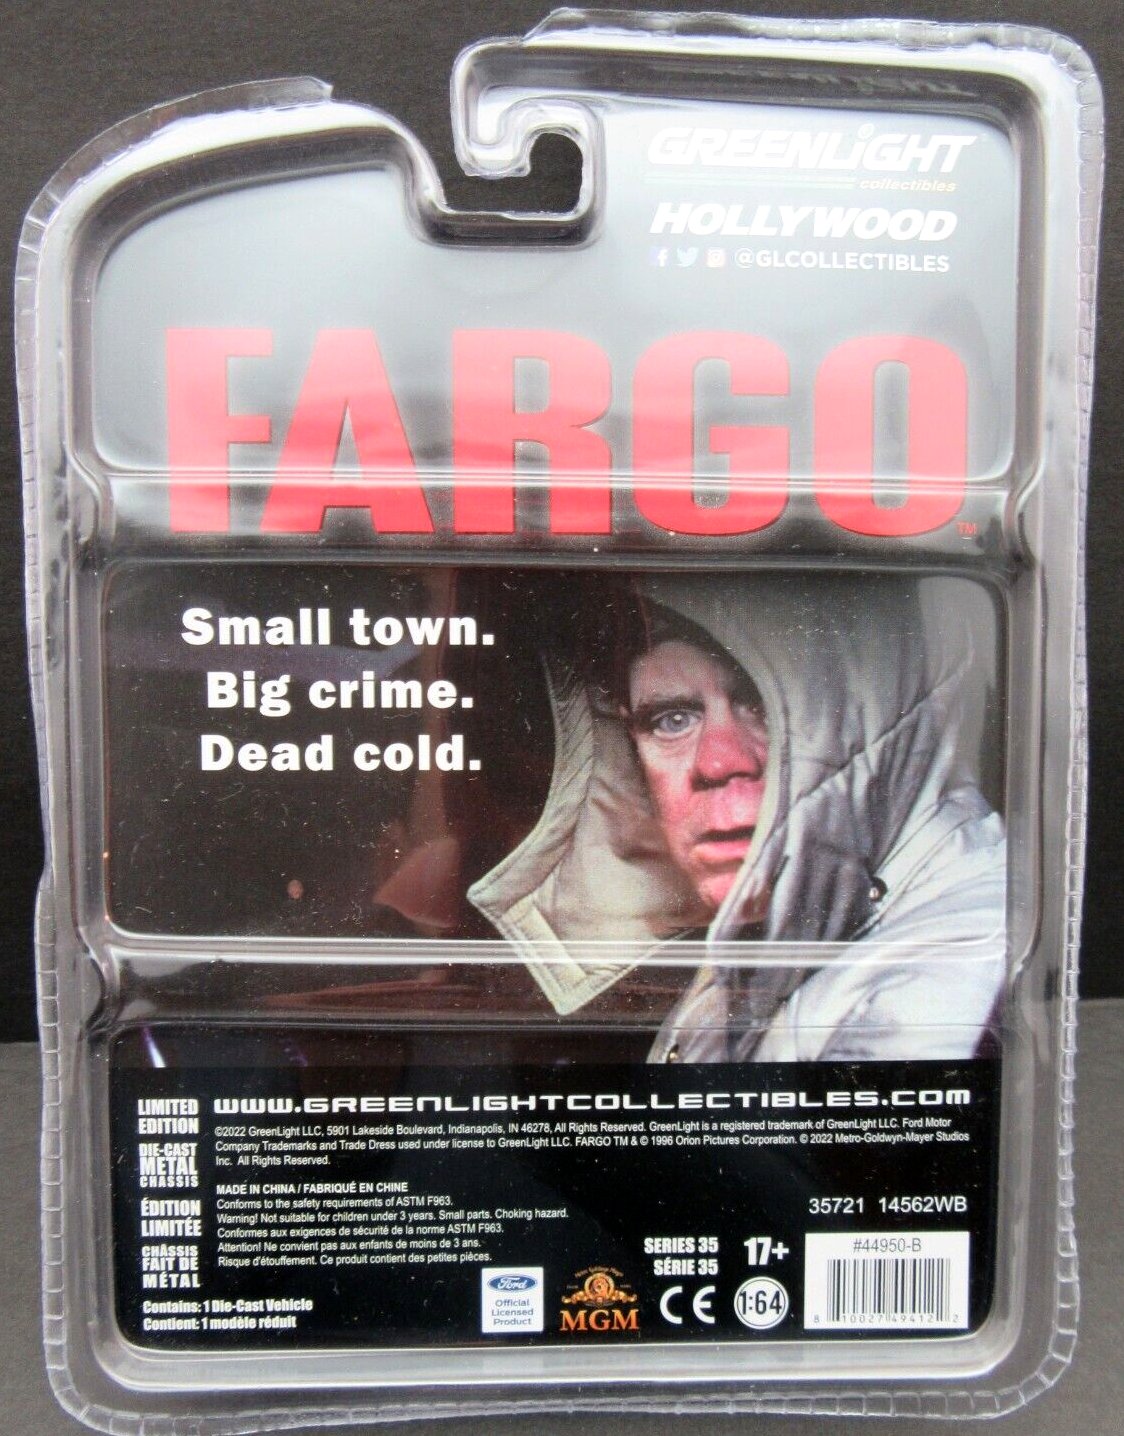 GREENLiGHT
collectibles
HOLLYWOOD
@GLCOLLECTIBLES
FARGO™
Small town.
Big crime.
Dead cold.
LIMITED
EDITION
DIE-CAST
METAL
CHASSIS
ÉDITION
LIMITÉE
CHÂSSIS
FAIT DE
MÉTAL
Contains: 1 Die-Cast Vehicle
Contient: 1 modèle réduit
WWW.GREENLIGHTCOLLECTIBLES.COM
©2022 GreenLight LLC, 5901 Lakeside Boulevard, Indianapolis, IN 46278, All Rights Reserved. GreenLight is a registered trademark of GreenLight LLC. Ford Motor
Company Trademarks and Trade Dress used under license to GreenLight LLC. FARGO TM & © 1996 Orion Pictures Corporation. © 2022 Metro-Goldwyn-Mayer Studios
Inc. All Rights Reserved.
MADE IN CHINA / FABRIQUÉ EN CHINE
Conforms to the safety requirements of ASTM F963.
Warning! Not suitable for children under 3 years. Small parts. Choking hazard.
Conformes aux exigences de sécurité de la norme ASTM F963.
Attention! Ne convient pas aux enfants de moins de 3 ans.
Risque d'étouffement. Ce produit contient des petites pièces.
Ford
Official
Licensed
Product
MGM
SERIES 35
SÉRIE 35
CE
17+
1:64
35721 14562WB
#44950-B
8 10027 49412 2